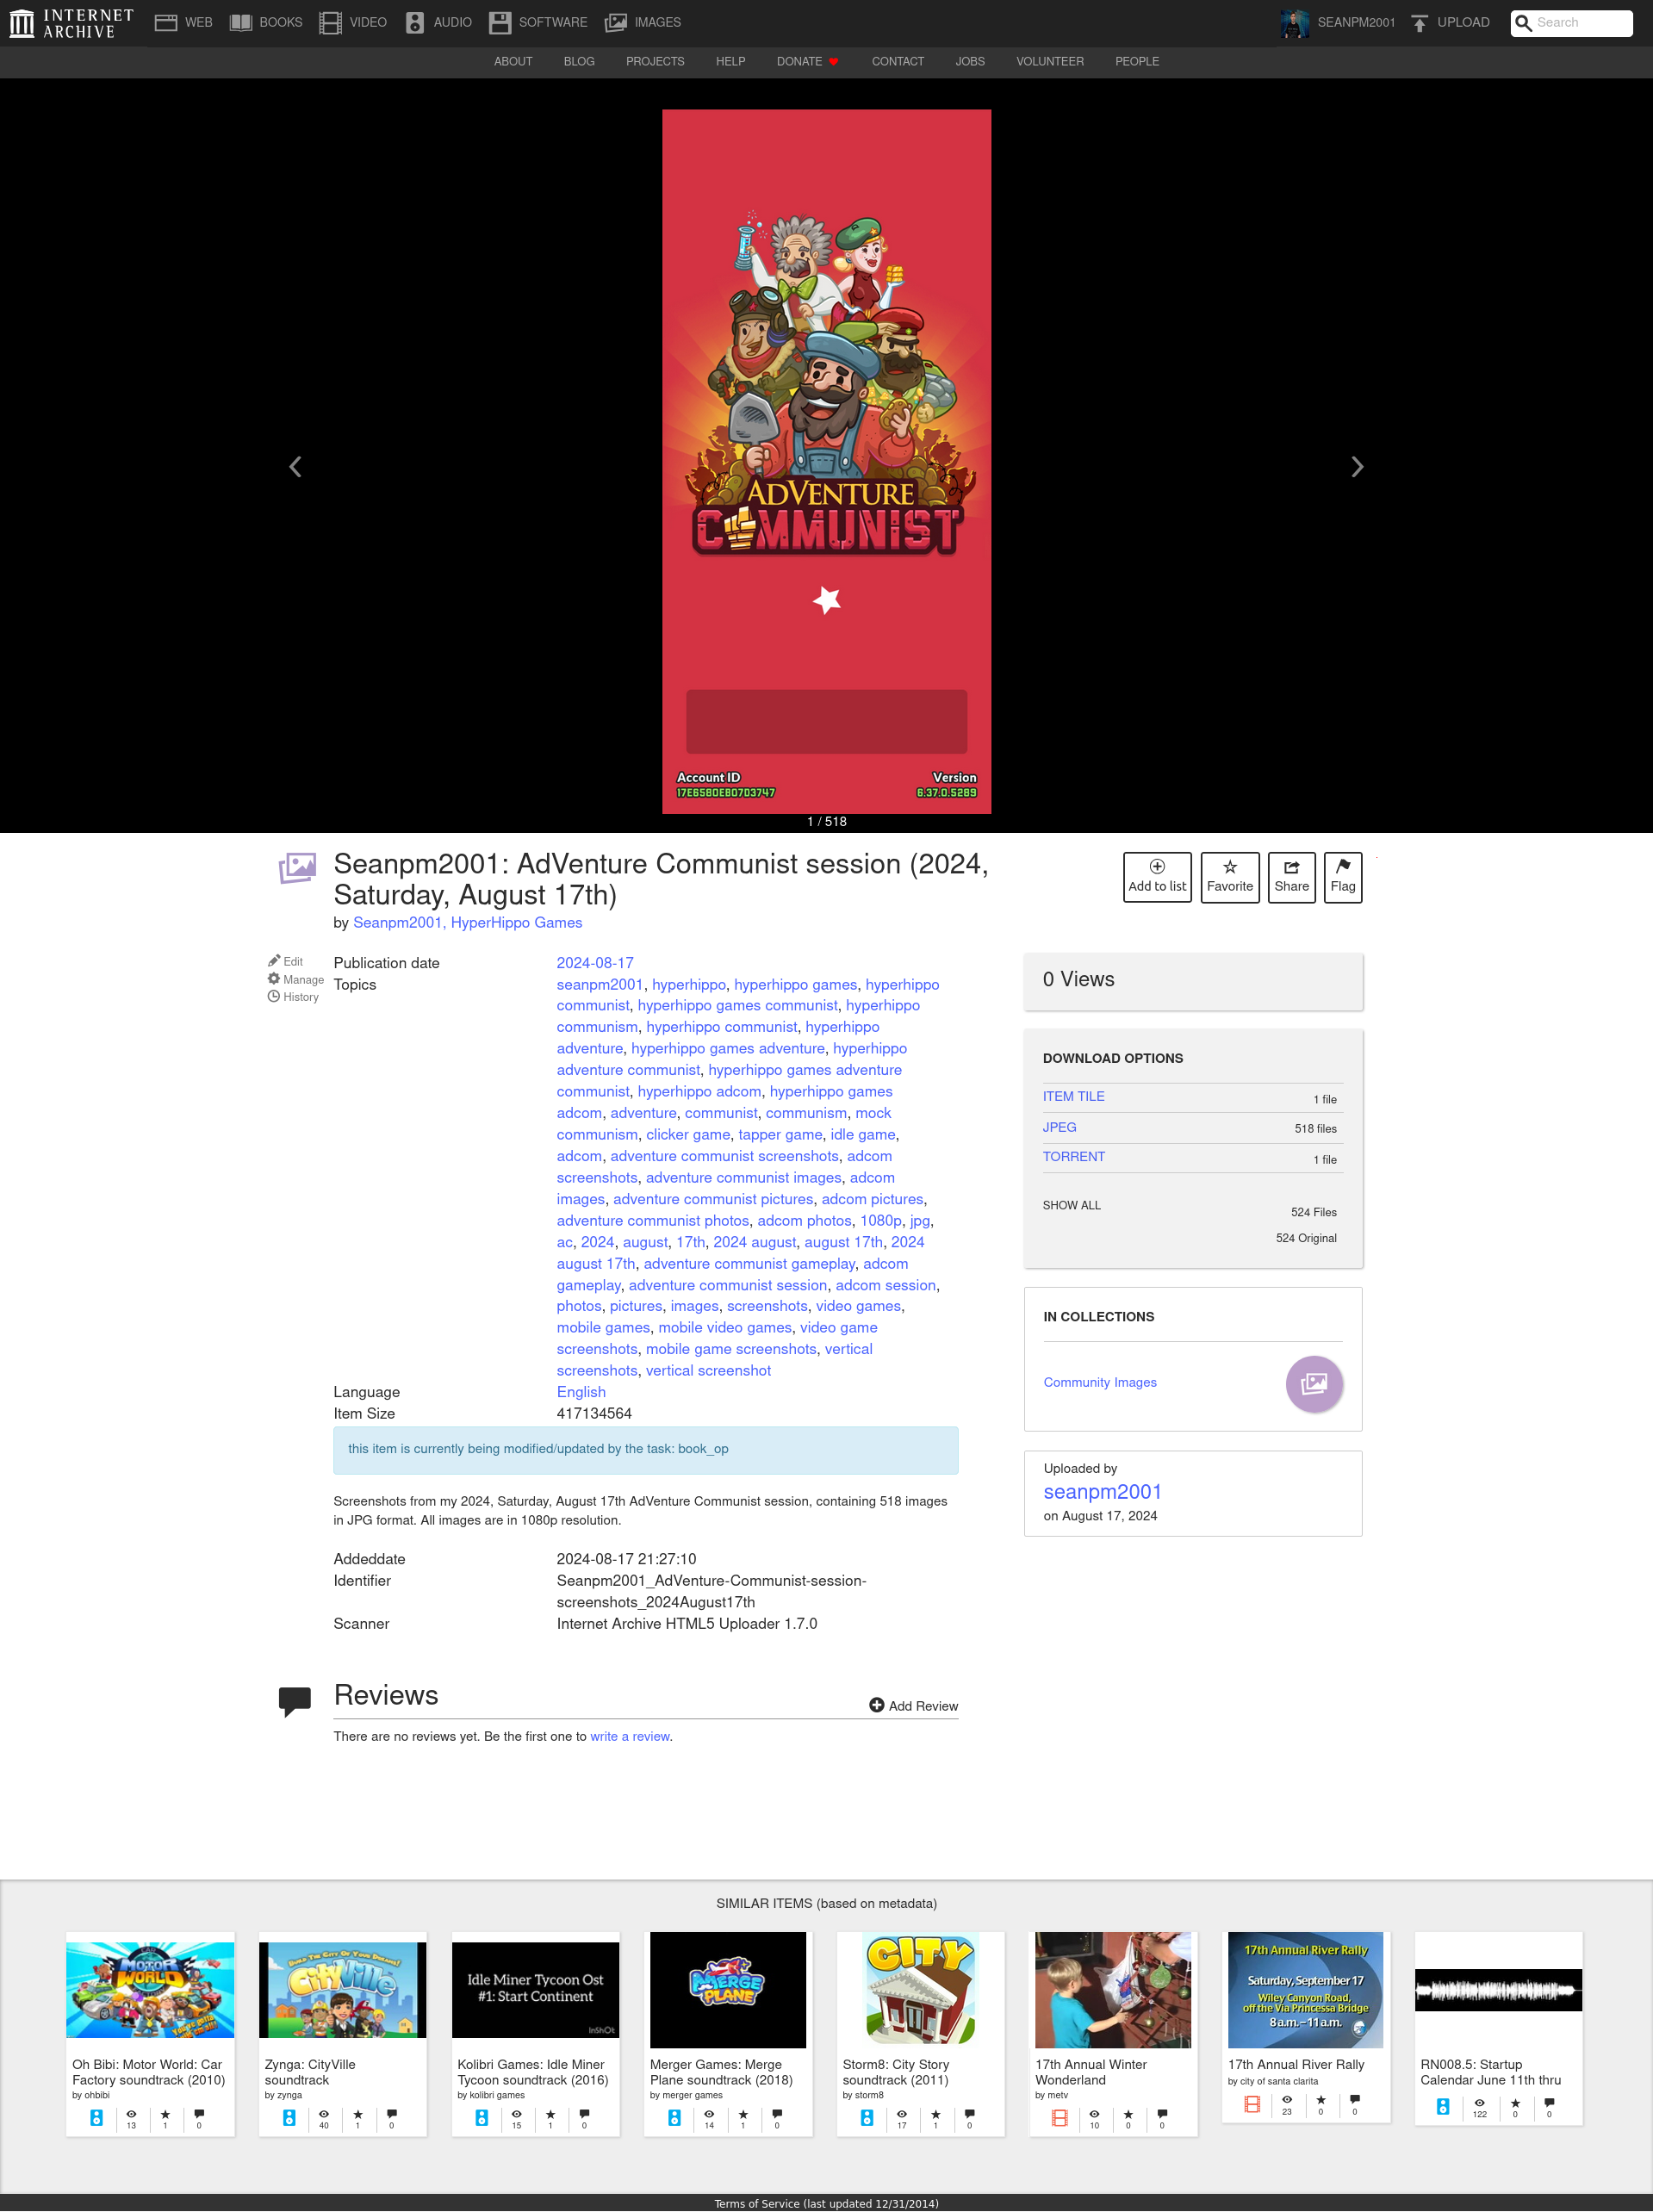 INTERNET ARCHIVE
WEB
BOOKS
VIDEO
AUDIO
SOFTWARE
IMAGES
SEANPM2001
UPLOAD
Search
ABOUT
BLOG
PROJECTS
HELP
DONATE
CONTACT
JOBS
VOLUNTEER
PEOPLE
ADVENTURE
COMMUNIST
Account ID
Version
17E65B0EB07D3747
6.37.0.5289
1 / 518
Seanpm2001: AdVenture Communist session (2024,
Saturday, August 17th)
by Seanpm2001, HyperHippo Games
Add to list
Favorite
Share
Flag
Edit
Manage
History
Publication date 2024-08-17
Topics seanpm2001, hyperhippo, hyperhippo games, hyperhippo
communist, hyperhippo games communist, hyperhippo
communism, hyperhippo communist, hyperhippo
adventure, hyperhippo games adventure, hyperhippo
adventure communist, hyperhippo games adventure
communist, hyperhippo adcom, hyperhippo games
adcom, adventure, communist, communism, mock
communism, clicker game, tapper game, idle game,
adcom, adventure communist screenshots, adcom
screenshots, adventure communist images, adcom
images, adventure communist pictures, adcom pictures,
adventure communist photos, adcom photos, 1080p, jpg,
ac, 2024, august, 17th, 2024 august, august 17th, 2024
august 17th, adventure communist gameplay, adcom
gameplay, adventure communist session, adcom session,
photos, pictures, images, screenshots, video games,
mobile games, mobile video games, video game
screenshots, mobile game screenshots, vertical
screenshots, vertical screenshot
Language English
Item Size 417134564
this item is currently being modified/updated by the task: book_op
Screenshots from my 2024, Saturday, August 17th AdVenture Communist session, containing 518 images
in JPG format. All images are in 1080p resolution.
Addeddate 2024-08-17 21:27:10
Identifier Seanpm2001_AdVenture-Communist-session-
screenshots_2024August17th
Scanner Internet Archive HTML5 Uploader 1.7.0
0 Views
DOWNLOAD OPTIONS
ITEM TILE 1 file
JPEG 518 files
TORRENT 1 file
SHOW ALL 524 Files
524 Original
IN COLLECTIONS
Community Images
Uploaded by
seanpm2001
on August 17, 2024
Reviews
Add Review
There are no reviews yet. Be the first one to write a review.
SIMILAR ITEMS (based on metadata)
CAR
MOTOR
WORLD
BUILD THE CITY OF YOUR DREAMS!
CityVille
Idle Miner Tycoon Ost
#1: Start Continent
InShOt
MERGE
PLANE
CITY
17th Annual River Rally
Saturday, September 17
Wiley Canyon Road,
off the Via Princessa Bridge
8 a.m. – 11 a.m.
Oh Bibi: Motor World: Car
Factory soundtrack (2010)
by ohbibi
13 1 0
Zynga: CityVille
soundtrack
by zynga
40 1 0
Kolibri Games: Idle Miner
Tycoon soundtrack (2016)
by kolibri games
15 1 0
Merger Games: Merge
Plane soundtrack (2018)
by merger games
14 1 0
Storm8: City Story
soundtrack (2011)
by storm8
17 1 0
17th Annual Winter
Wonderland
by metv
10 0 0
17th Annual River Rally
by city of santa clarita
23 0 0
RN008.5: Startup
Calendar June 11th thru
122 0 0
Terms of Service (last updated 12/31/2014)